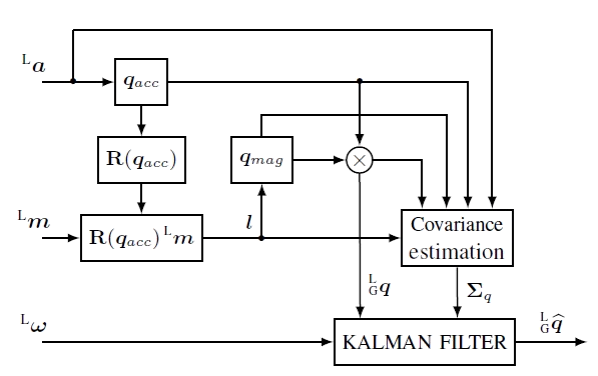 ᴸa
q_acc
R(q_acc)
q_mag
×
ᴸm
R(q_acc) ᴸm
l
Covariance
estimation
ᴸ_G q
Σ_q
ᴸω
KALMAN FILTER
ᴸ_G q̂